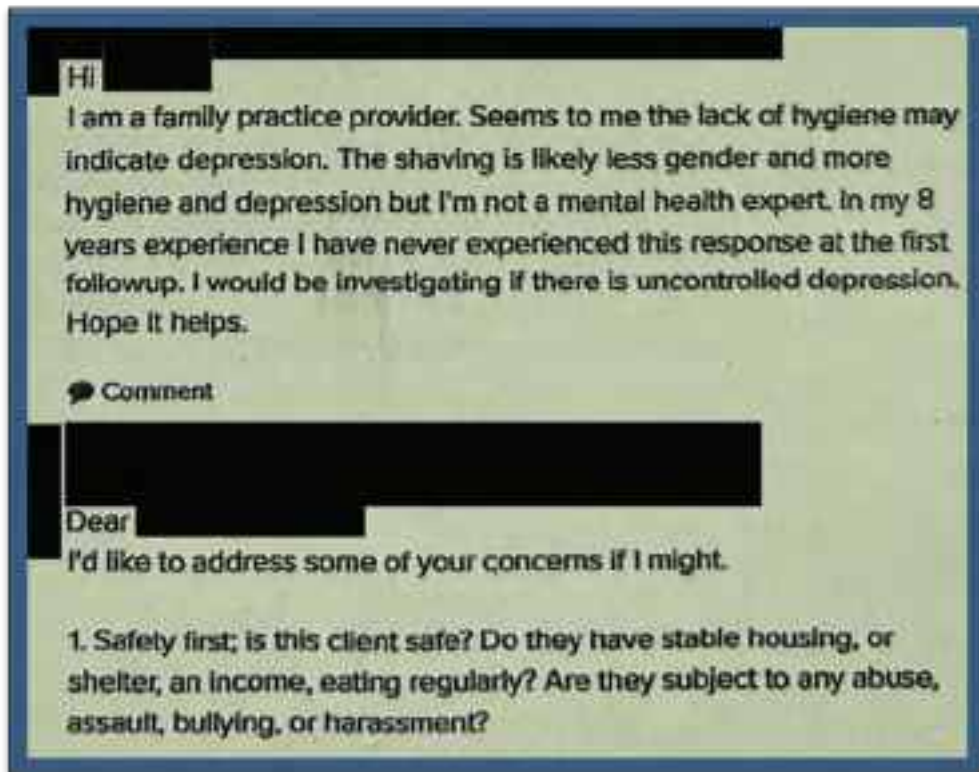 Hi
I am a family practice provider. Seems to me the lack of hygiene may
indicate depression. The shaving is likely less gender and more
hygiene and depression but I'm not a mental health expert. In my 8
years experience I have never experienced this response at the first
followup. I would be investigating if there is uncontrolled depression.
Hope it helps.
Comment
Dear
I'd like to address some of your concerns if I might.
1. Safety first; is this client safe? Do they have stable housing, or
shelter, an income, eating regularly? Are they subject to any abuse,
assault, bullying, or harassment?